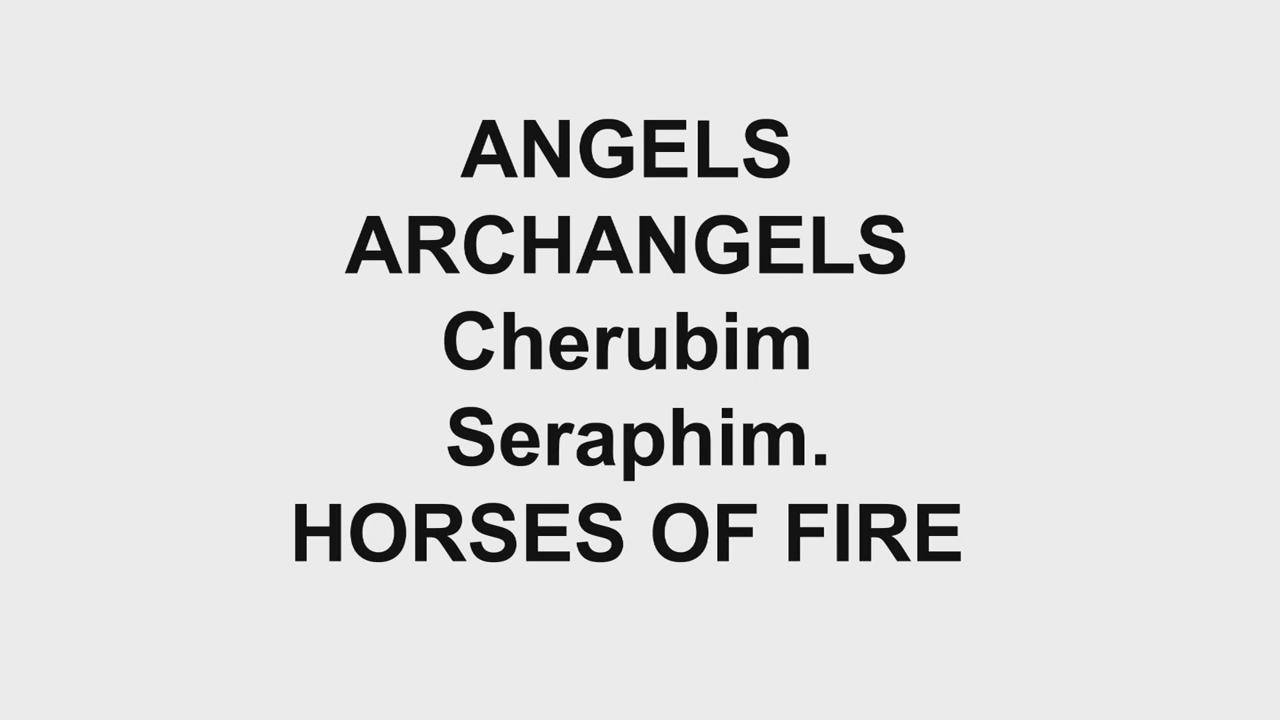 ANGELS
ARCHANGELS
Cherubim
Seraphim.
HORSES OF FIRE